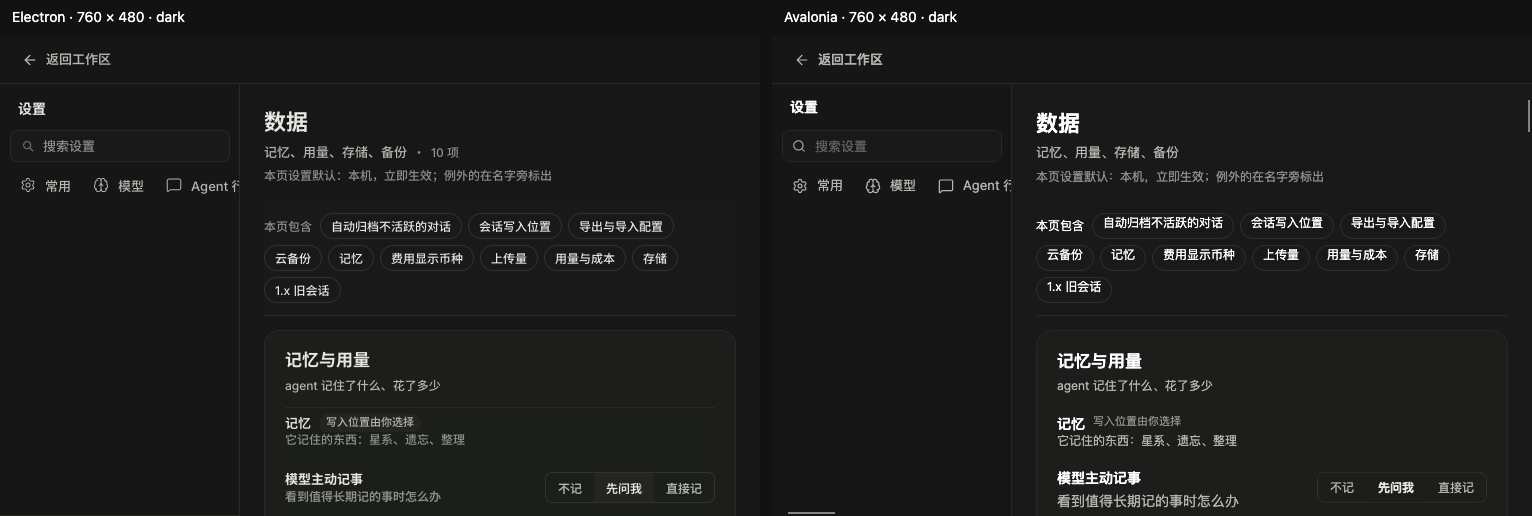 Electron · 760 × 480 · dark
返回工作区
设置
搜索设置
常用 模型 Agent 行
数据
记忆、用量、存储、备份 • 10 项
本页设置默认：本机，立即生效；例外的在名字旁标出
本页包含 自动归档不活跃的对话 会话写入位置 导出与导入配置
云备份 记忆 费用显示币种 上传量 用量与成本 存储
1.x 旧会话
记忆与用量
agent 记住了什么、花了多少
记忆 写入位置由你选择
它记住的东西：星系、遗忘、整理
模型主动记事
看到值得长期记的事时怎么办
不记 先问我 直接记
Avalonia · 760 × 480 · dark
返回工作区
设置
搜索设置
常用 模型 Agent 行
数据
记忆、用量、存储、备份
本页设置默认：本机，立即生效；例外的在名字旁标出
本页包含 自动归档不活跃的对话 会话写入位置 导出与导入配置
云备份 记忆 费用显示币种 上传量 用量与成本 存储
1.x 旧会话
记忆与用量
agent 记住了什么、花了多少
记忆 写入位置由你选择
它记住的东西：星系、遗忘、整理
模型主动记事
看到值得长期记的事时怎么办
不记 先问我 直接记